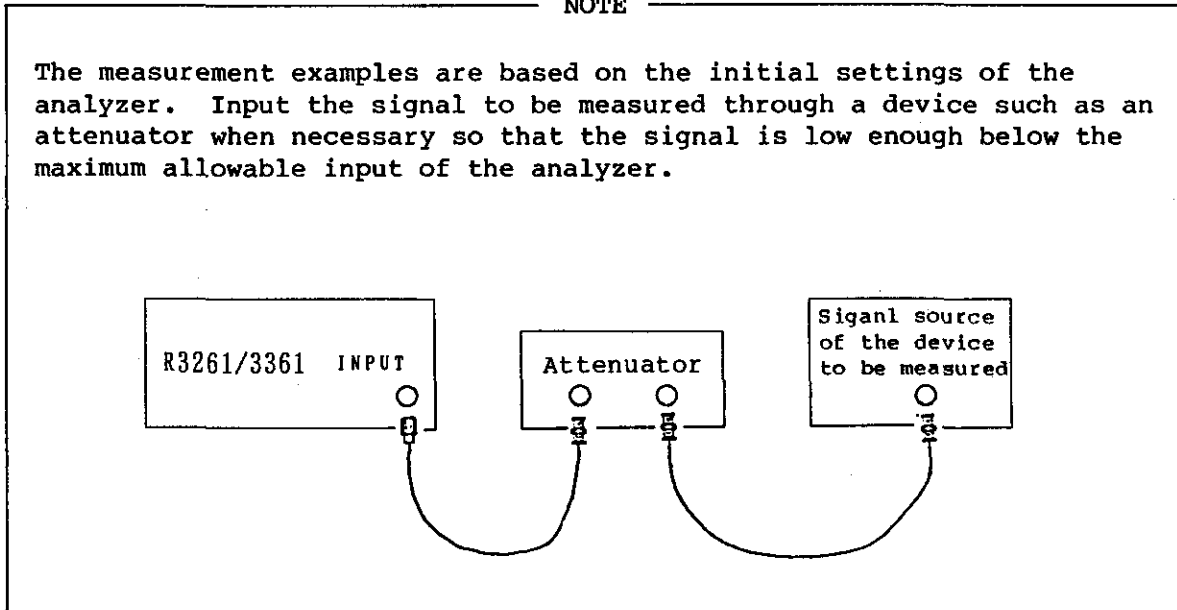 NOTE
The measurement examples are based on the initial settings of the
analyzer. Input the signal to be measured through a device such as an
attenuator when necessary so that the signal is low enough below the
maximum allowable input of the analyzer.
R3261/3361 INPUT
Attenuator
Siganl source
of the device
to be measured